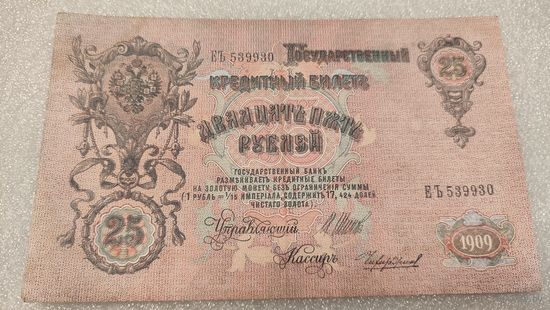 ЕЪ 539930
Государственный
25
Кредитный Билетъ
Двадцать пять
рублей
Государственный Банкъ
размѣниваетъ кредитные билеты
на золотую монету безъ ограниченія суммы
(1 рубль = 1/15 имперіала, содержитъ 17,424 долей
чистаго золота).
ЕЪ 539930
25
Управляющій
Кассиръ
1909